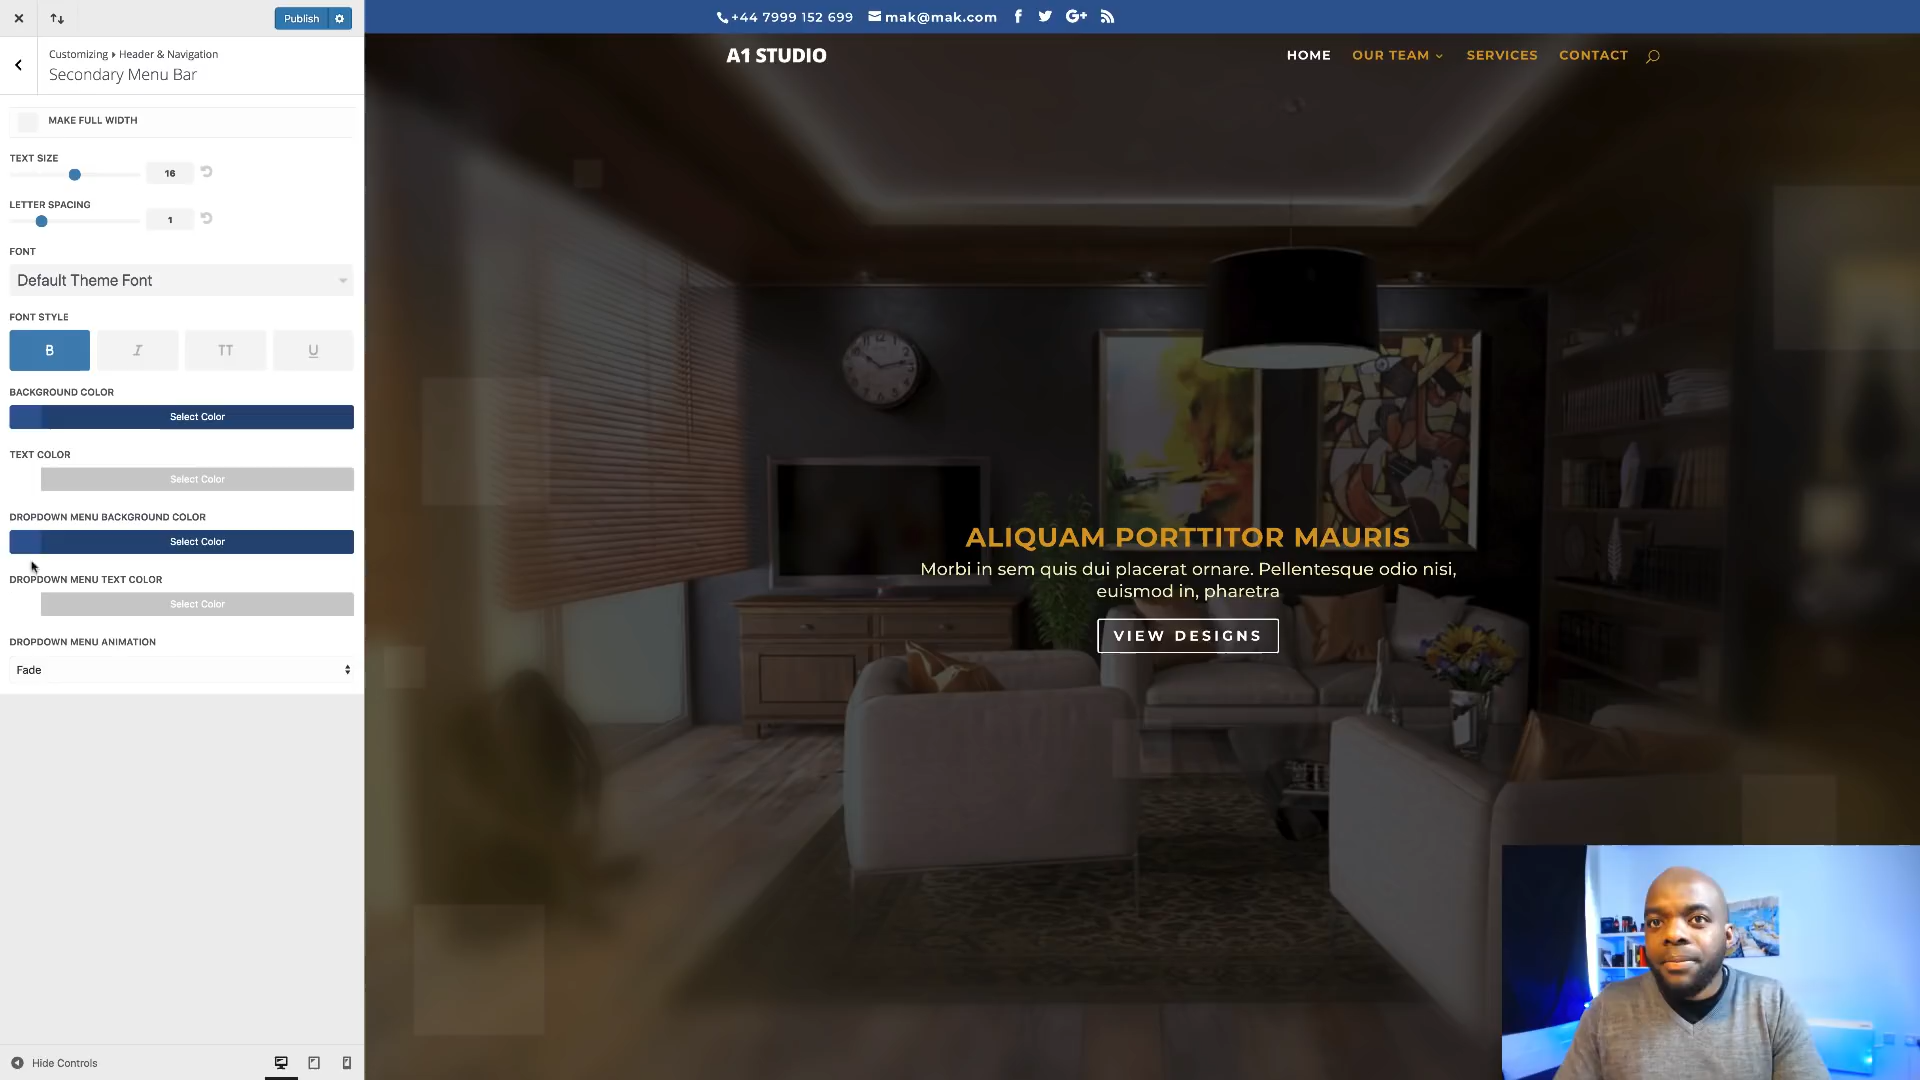 Publish
Customizing ▸ Header & Navigation
Secondary Menu Bar
MAKE FULL WIDTH
TEXT SIZE
16
LETTER SPACING
1
FONT
Default Theme Font
FONT STYLE
B I TT U
BACKGROUND COLOR
Select Color
TEXT COLOR
Select Color
DROPDOWN MENU BACKGROUND COLOR
Select Color
DROPDOWN MENU TEXT COLOR
Select Color
DROPDOWN MENU ANIMATION
Fade
Hide Controls
+44 7999 152 699 mak@mak.com
A1 STUDIO
HOME OUR TEAM SERVICES CONTACT
ALIQUAM PORTTITOR MAURIS
Morbi in sem quis dui placerat ornare. Pellentesque odio nisi,
euismod in, pharetra
VIEW DESIGNS